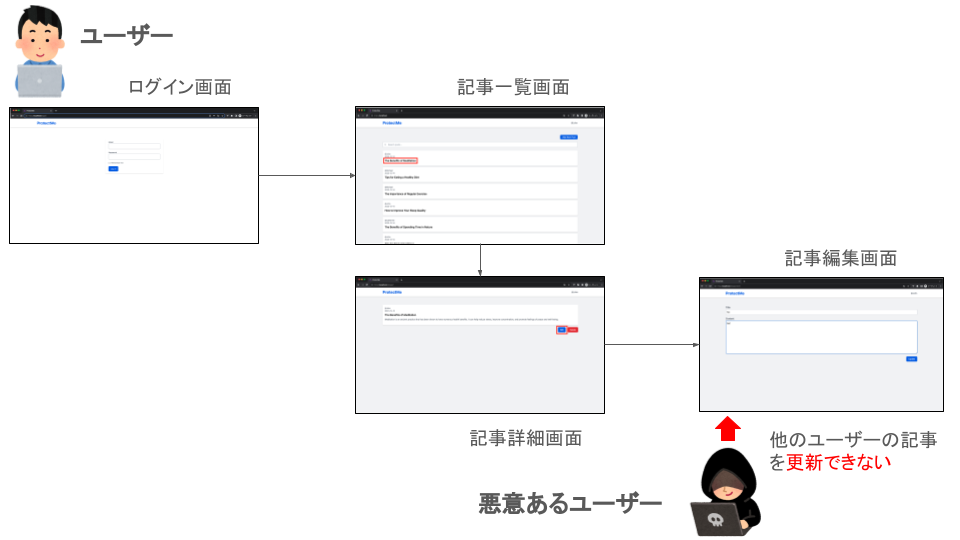 ユーザー
ログイン画面
記事一覧画面
ProtectMe
ProtectMe
The Benefits of Meditation
Tips for Eating a Healthy Diet
The Importance of Regular Exercise
How to Improve Your Sleep Quality
The Benefits of Spending Time in Nature
記事編集画面
ProtectMe
The Benefits of Meditation
ProtectMe
記事詳細画面
他のユーザーの記事
を更新できない
悪意あるユーザー